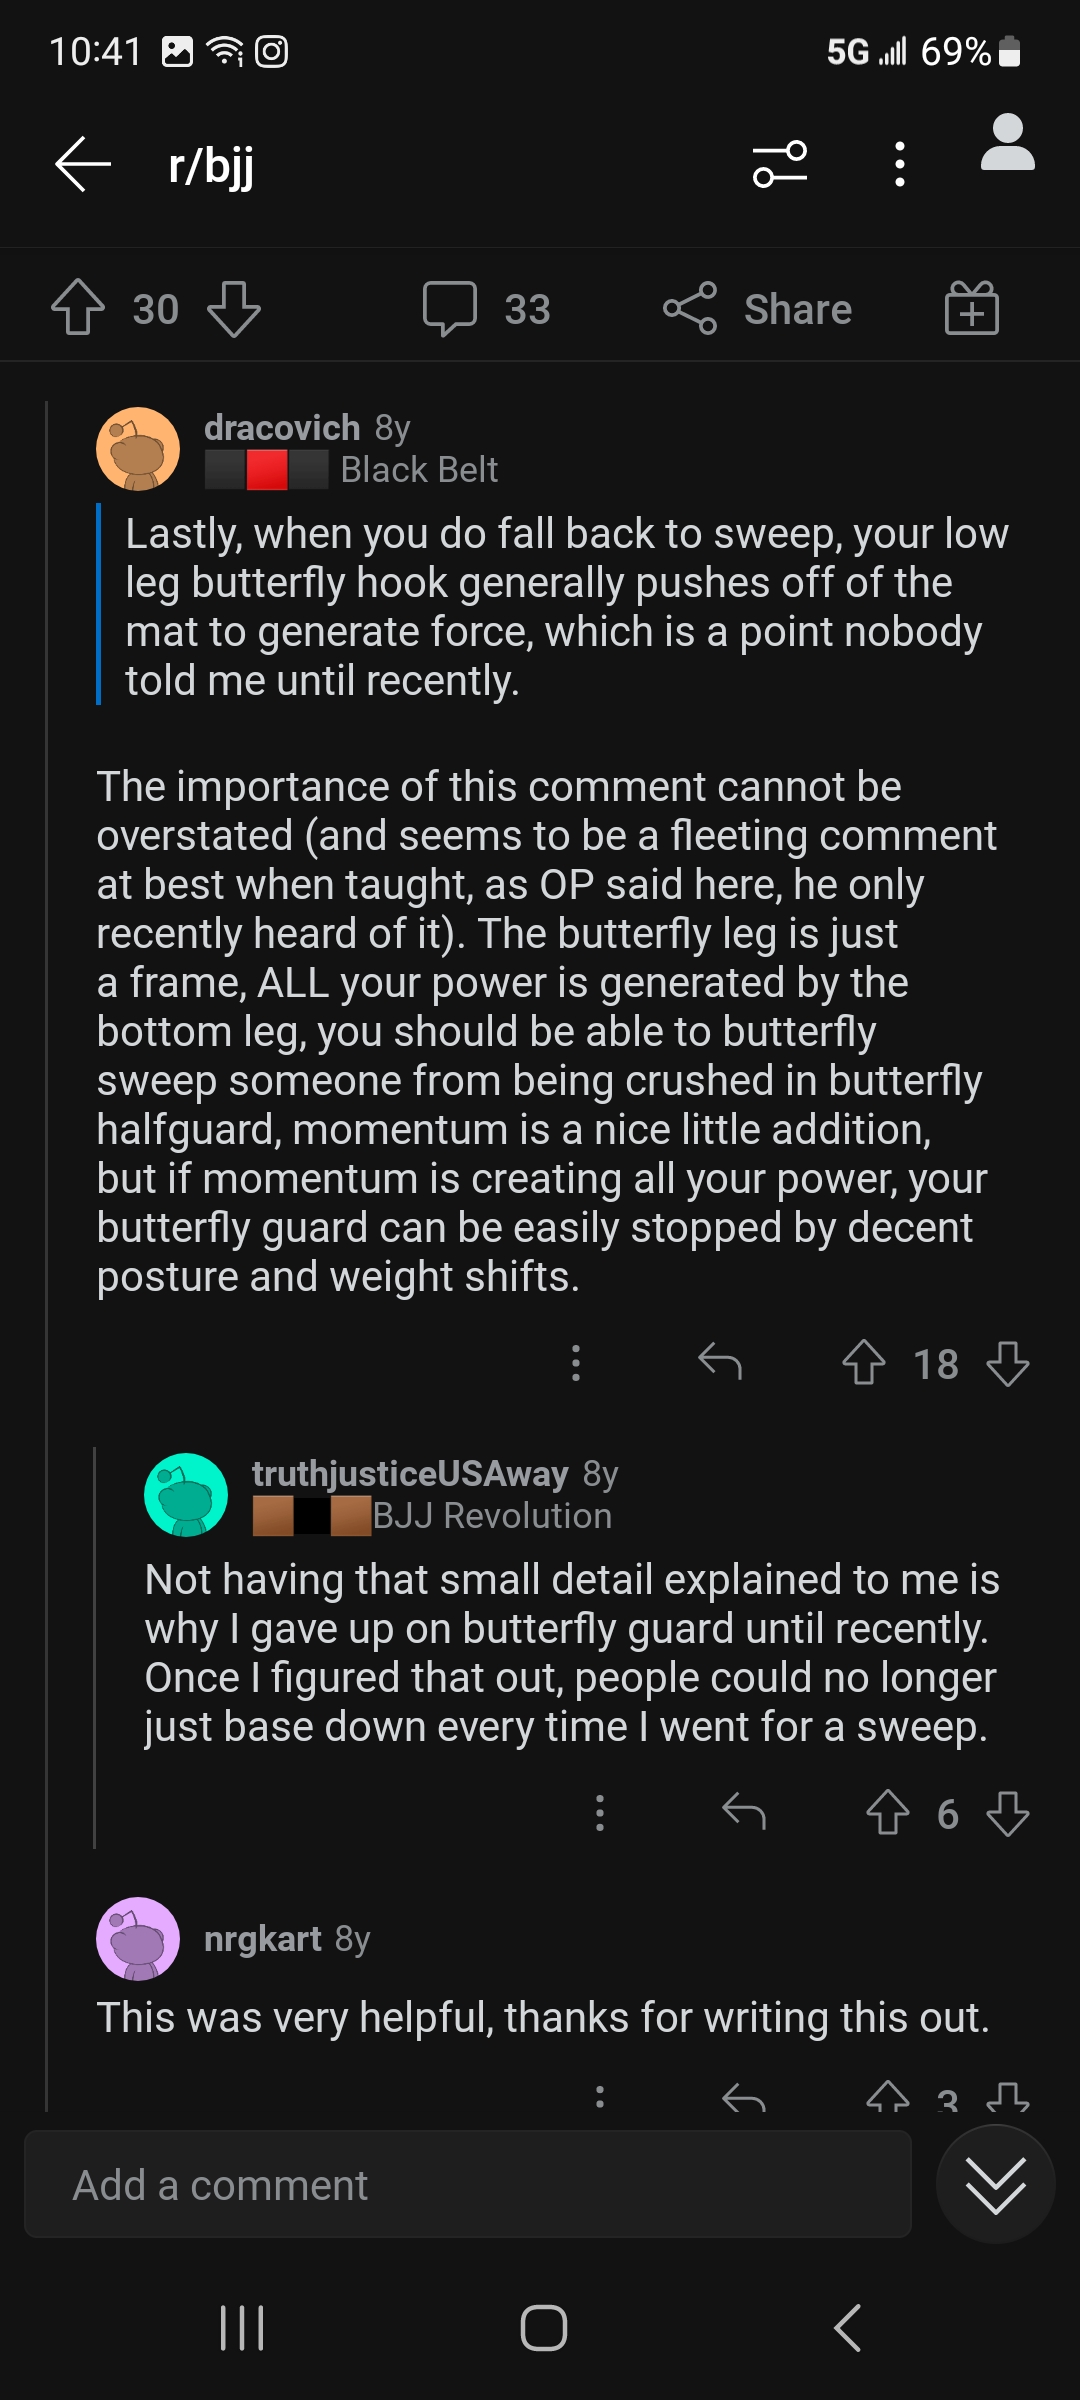 10:41 5G 69%
r/bjj
30 33 Share
dracovich 8y
Black Belt
Lastly, when you do fall back to sweep, your low
leg butterfly hook generally pushes off of the
mat to generate force, which is a point nobody
told me until recently.
The importance of this comment cannot be
overstated (and seems to be a fleeting comment
at best when taught, as OP said here, he only
recently heard of it). The butterfly leg is just
a frame, ALL your power is generated by the
bottom leg, you should be able to butterfly
sweep someone from being crushed in butterfly
halfguard, momentum is a nice little addition,
but if momentum is creating all your power, your
butterfly guard can be easily stopped by decent
posture and weight shifts.
18
truthjusticeUSAway 8y
BJJ Revolution
Not having that small detail explained to me is
why I gave up on butterfly guard until recently.
Once I figured that out, people could no longer
just base down every time I went for a sweep.
6
nrgkart 8y
This was very helpful, thanks for writing this out.
3
Add a comment